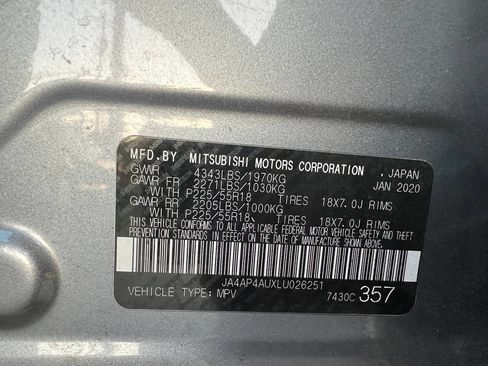 MFD.BY MITSUBISHI MOTORS CORPORATION , JAPAN
GVWR 4343LBS/1970KG JAN 2020
GAWR FR 2271LBS/1030KG
WITH P225/55R18 TIRES 18X7.0J RIMS
GAWR RR 2205LBS/1000KG
WITH P225/55R18, TIRES 18X7.0J RIMS
THIS VEHICLE CONFORMS TO ALL APPLICABLE FEDERAL MOTOR VEHICLE SAFETY, BUMPER, AND THEFT
PREVENTION STANDARDS IN EFFECT ON THE DATE OF MANUFACTURE SHOWN ABOVE.
JA4AP4AUXLU026251
VEHICLE TYPE: MPV 7430C 357